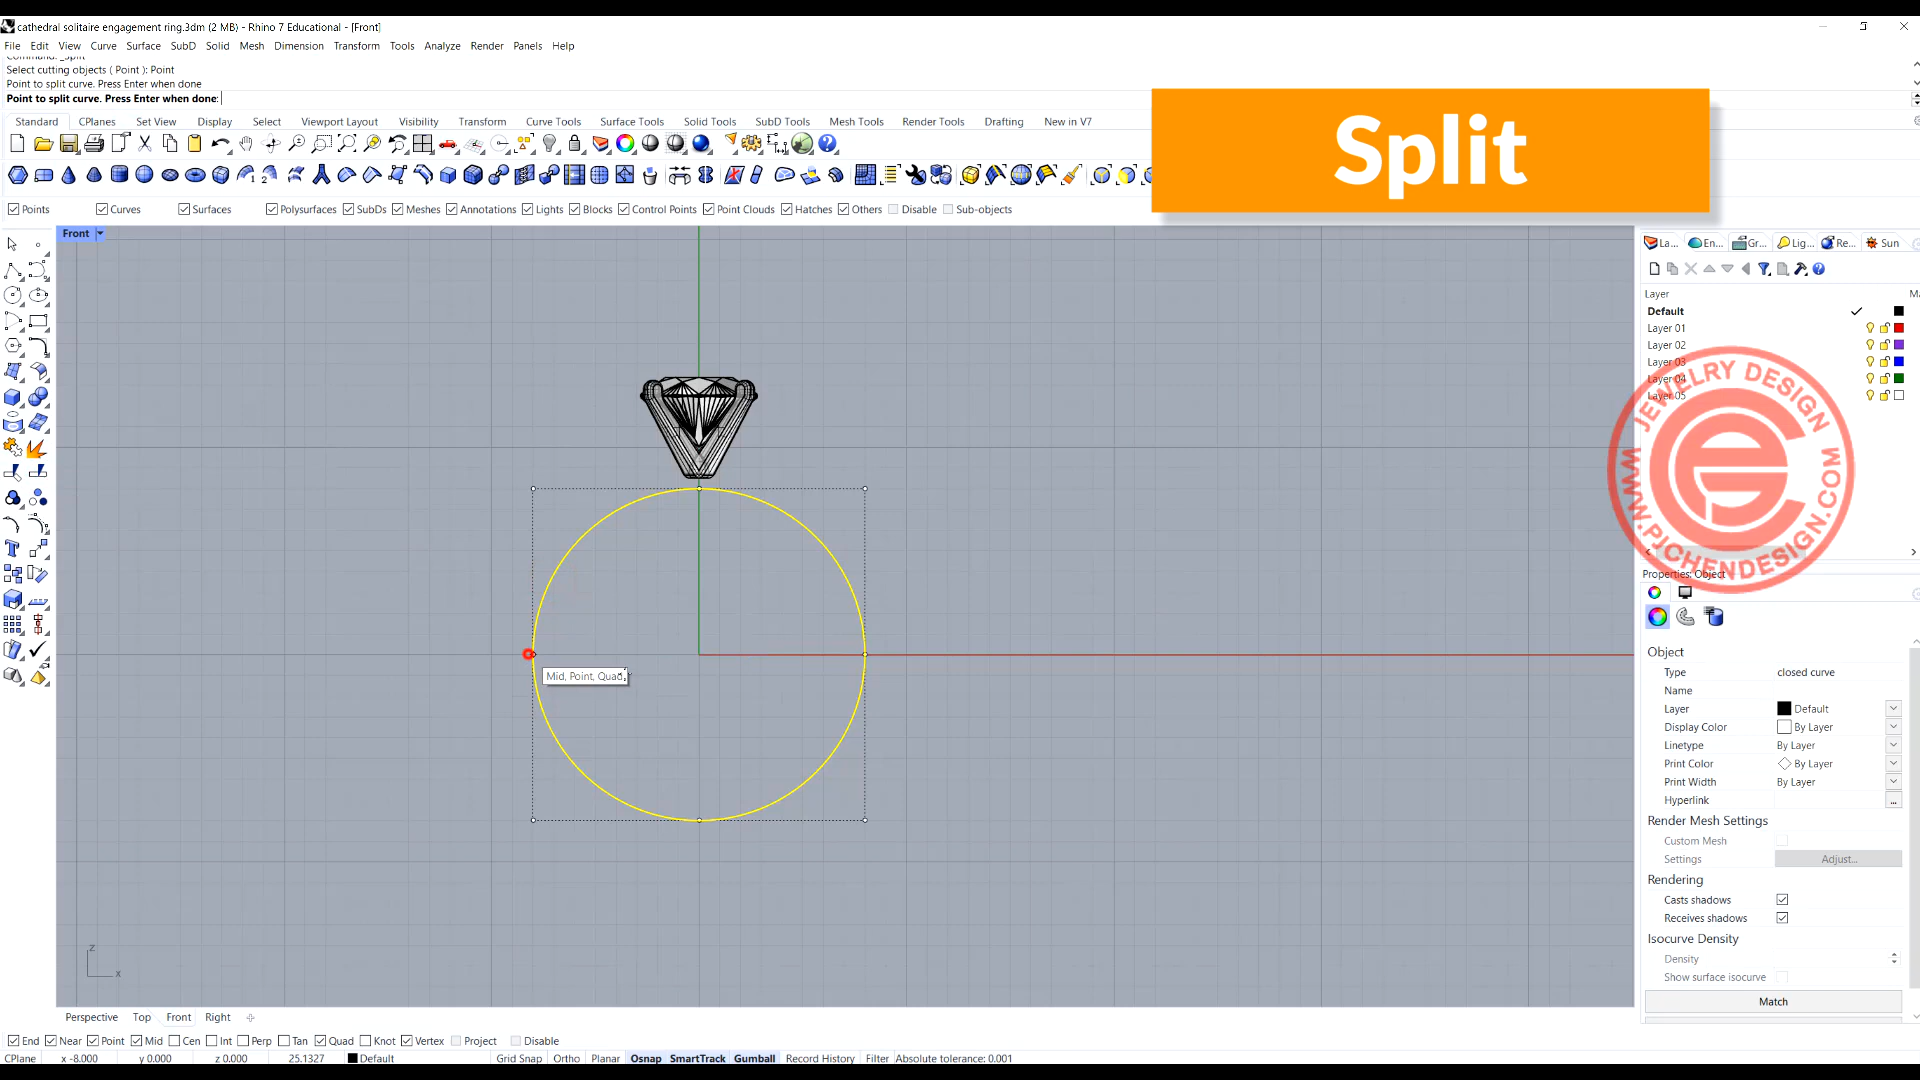 cathedral solitaire engagement ring.3dm (2 MB) - Rhino 7 Educational - [Front]
File Edit View Curve Surface SubD Solid Mesh Dimension Transform Tools Analyze Render Panels Help
Command: _Split
Select cutting objects ( Point ): Point
Point to split curve. Press Enter when done
Point to split curve. Press Enter when done:
Split
Standard CPlanes Set View Display Select Viewport Layout Visibility Transform Curve Tools Surface Tools Solid Tools SubD Tools Mesh Tools Render Tools Drafting New in V7
Points Curves Surfaces Polysurfaces SubDs Meshes Annotations Lights Blocks Control Points Point Clouds Hatches Others Disable Sub-objects
Front
La... En... Gr... Lig... Re... Sun
Layer
Default
Layer 01
Layer 02
Layer 03
Layer 04
Layer 05
JEWELRY DESIGN
WWW.PJCHENDESIGN.COM
Mid, Point, Quad,
Properties: Object
Object
Type closed curve
Name
Layer Default
Display Color By Layer
Linetype By Layer
Print Color By Layer
Print Width By Layer
Hyperlink ...
Render Mesh Settings
Custom Mesh
Settings Adjust...
Rendering
Casts shadows
Receives shadows
Isocurve Density
Density
Show surface isocurve
Match
z
x
Perspective Top Front Right
End Near Point Mid Cen Int Perp Tan Quad Knot Vertex Project Disable
CPlane x -8.000 y 0.000 z 0.000 25.1327 Default Grid Snap Ortho Planar Osnap SmartTrack Gumball Record History Filter Absolute tolerance: 0.001